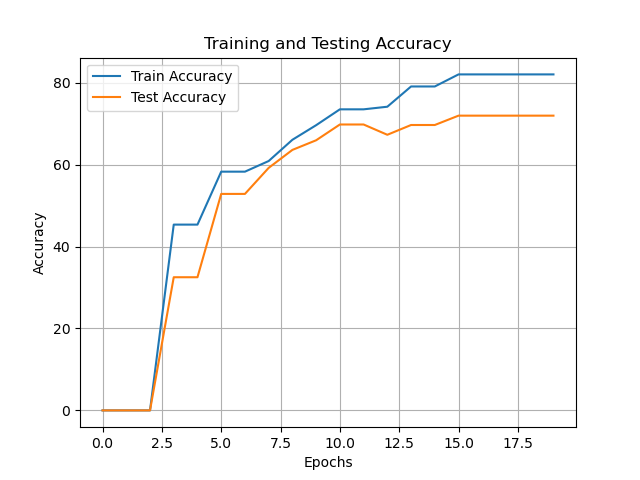 Training and Testing Accuracy
Train Accuracy
Test Accuracy
80
60
40
20
0
Accuracy
0.0 2.5 5.0 7.5 10.0 12.5 15.0 17.5
Epochs